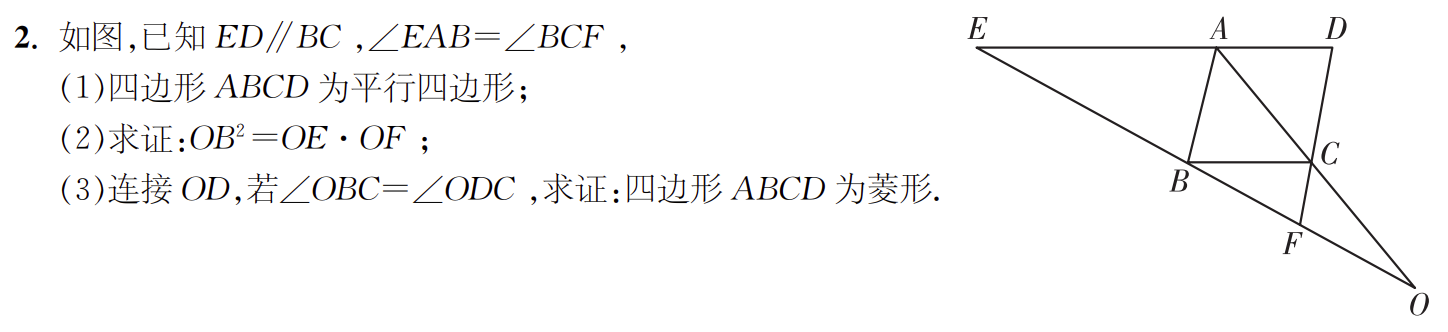 2. 如图,已知 ED∥BC ,∠EAB=∠BCF ,
(1)四边形 ABCD 为平行四边形;
(2)求证:OB²=OE·OF ;
(3)连接 OD,若∠OBC=∠ODC ,求证:四边形 ABCD 为菱形.
E A D
B C
F
O